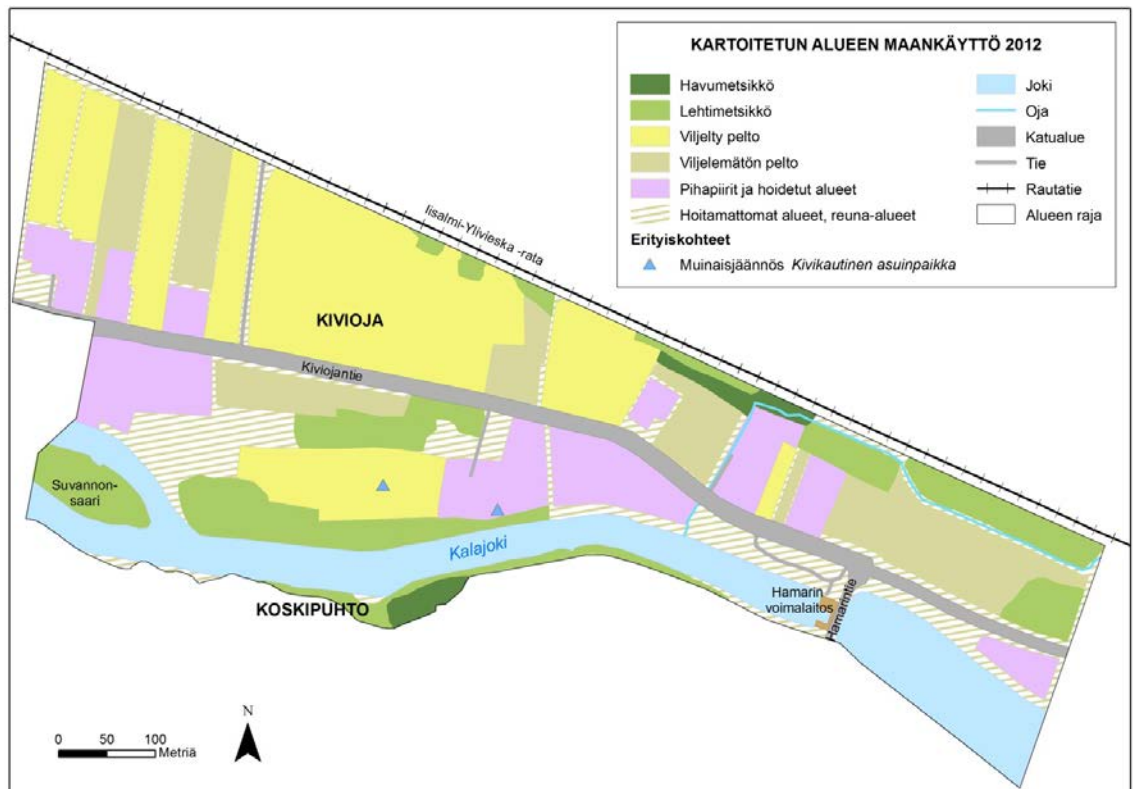 KARTOITETUN ALUEEN MAANKÄYTTÖ 2012
Havumetsikkö
Lehtimetsikkö
Viljelty pelto
Viljelemätön pelto
Pihapiirit ja hoidetut alueet
Hoitamattomat alueet, reuna-alueet
Erityiskohteet
Muinaisjäännös Kivikautinen asuinpaikka
Joki
Oja
Katualue
Tie
Rautatie
Alueen raja
Iisalmi-Ylivieska -rata
KIVIOJA
Kiviojantie
Suvannon-
saari
Kalajoki
KOSKIPUHTO
Hamarin
voimalaitos
Hamarintie
N
0 50 100
Metriä